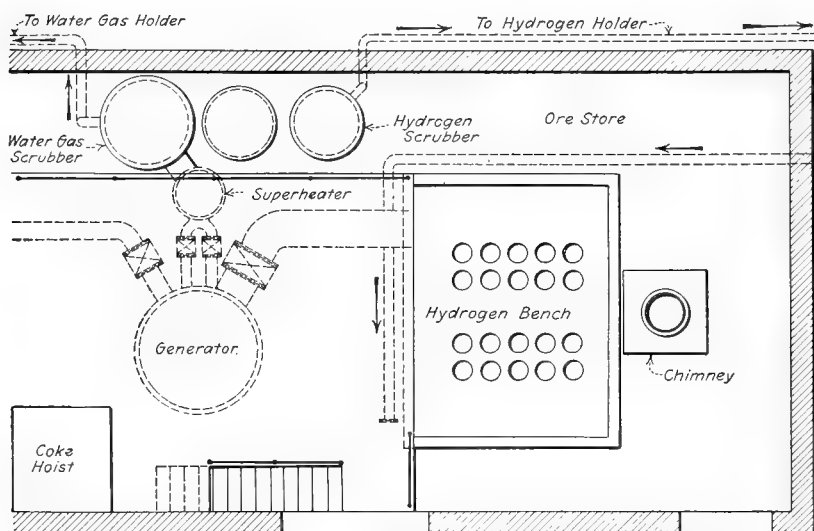 To Water Gas Holder
To Hydrogen Holder
Water Gas
Scrubber
Hydrogen
Scrubber
Ore Store
Superheater
Hydrogen Bench
Generator.
Chimney
Coke
Hoist